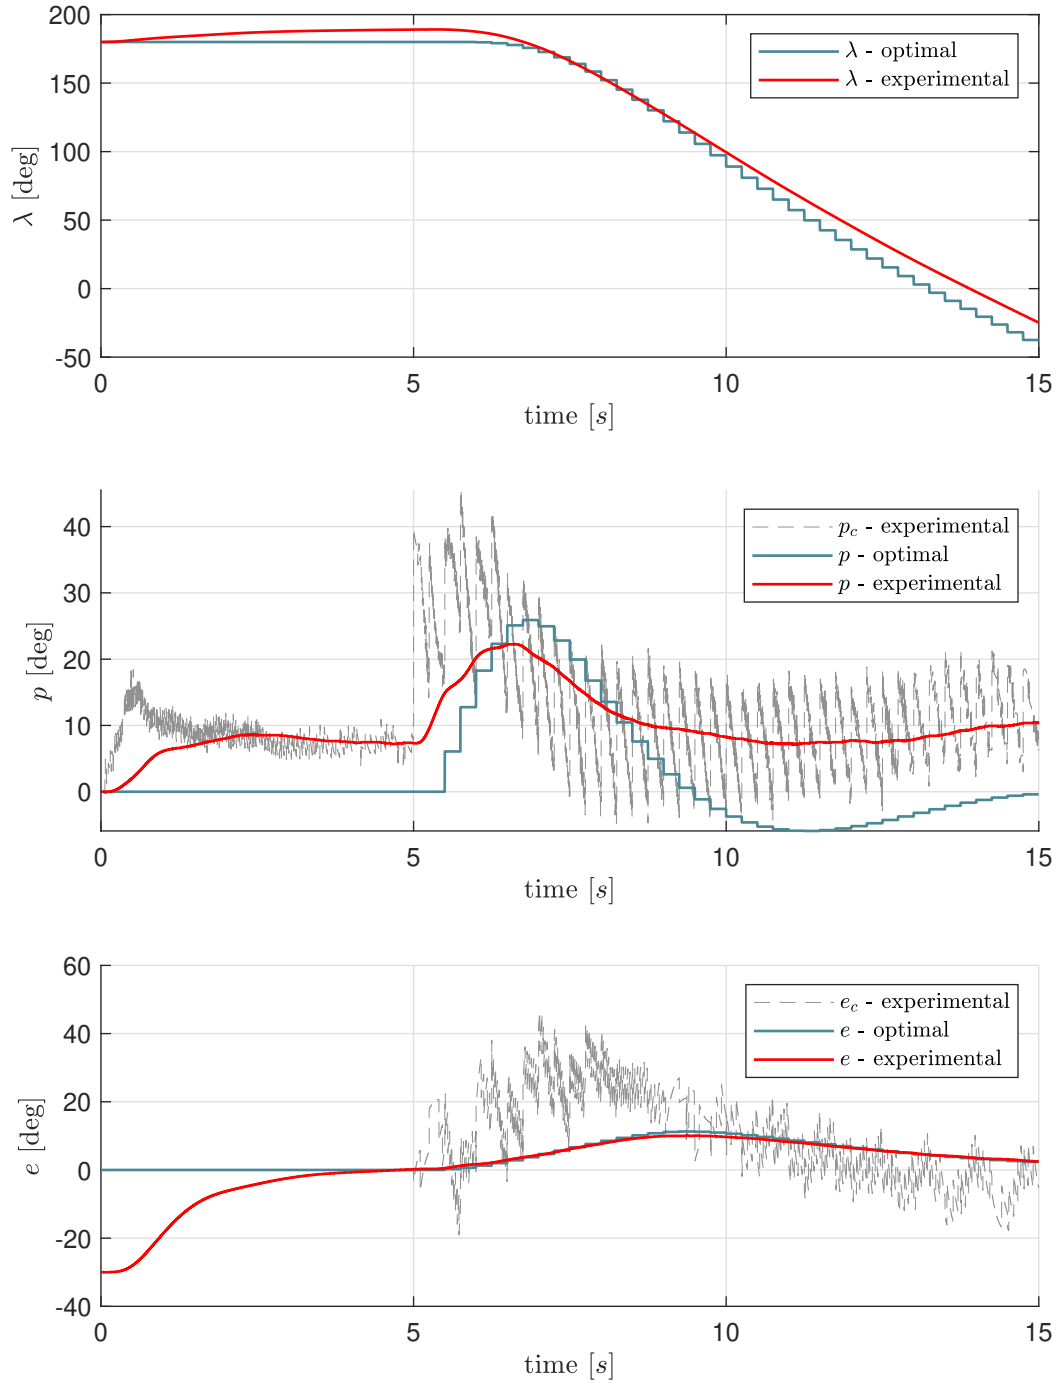 200
150
100
50
0
-50
λ [deg]
λ - optimal
λ - experimental
0 5 10 15
time [s]
40
30
20
10
0
p [deg]
p_c - experimental
p - optimal
p - experimental
0 5 10 15
time [s]
60
40
20
0
-20
-40
e [deg]
e_c - experimental
e - optimal
e - experimental
0 5 10 15
time [s]